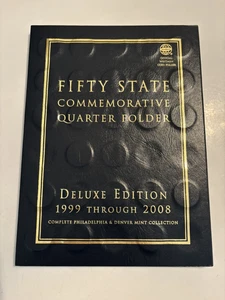 FIFTY STATE
COMMEMORATIVE
QUARTER FOLDER
DELUXE EDITION
1999 THROUGH 2008
COMPLETE PHILADELPHIA & DENVER MINT COLLECTION